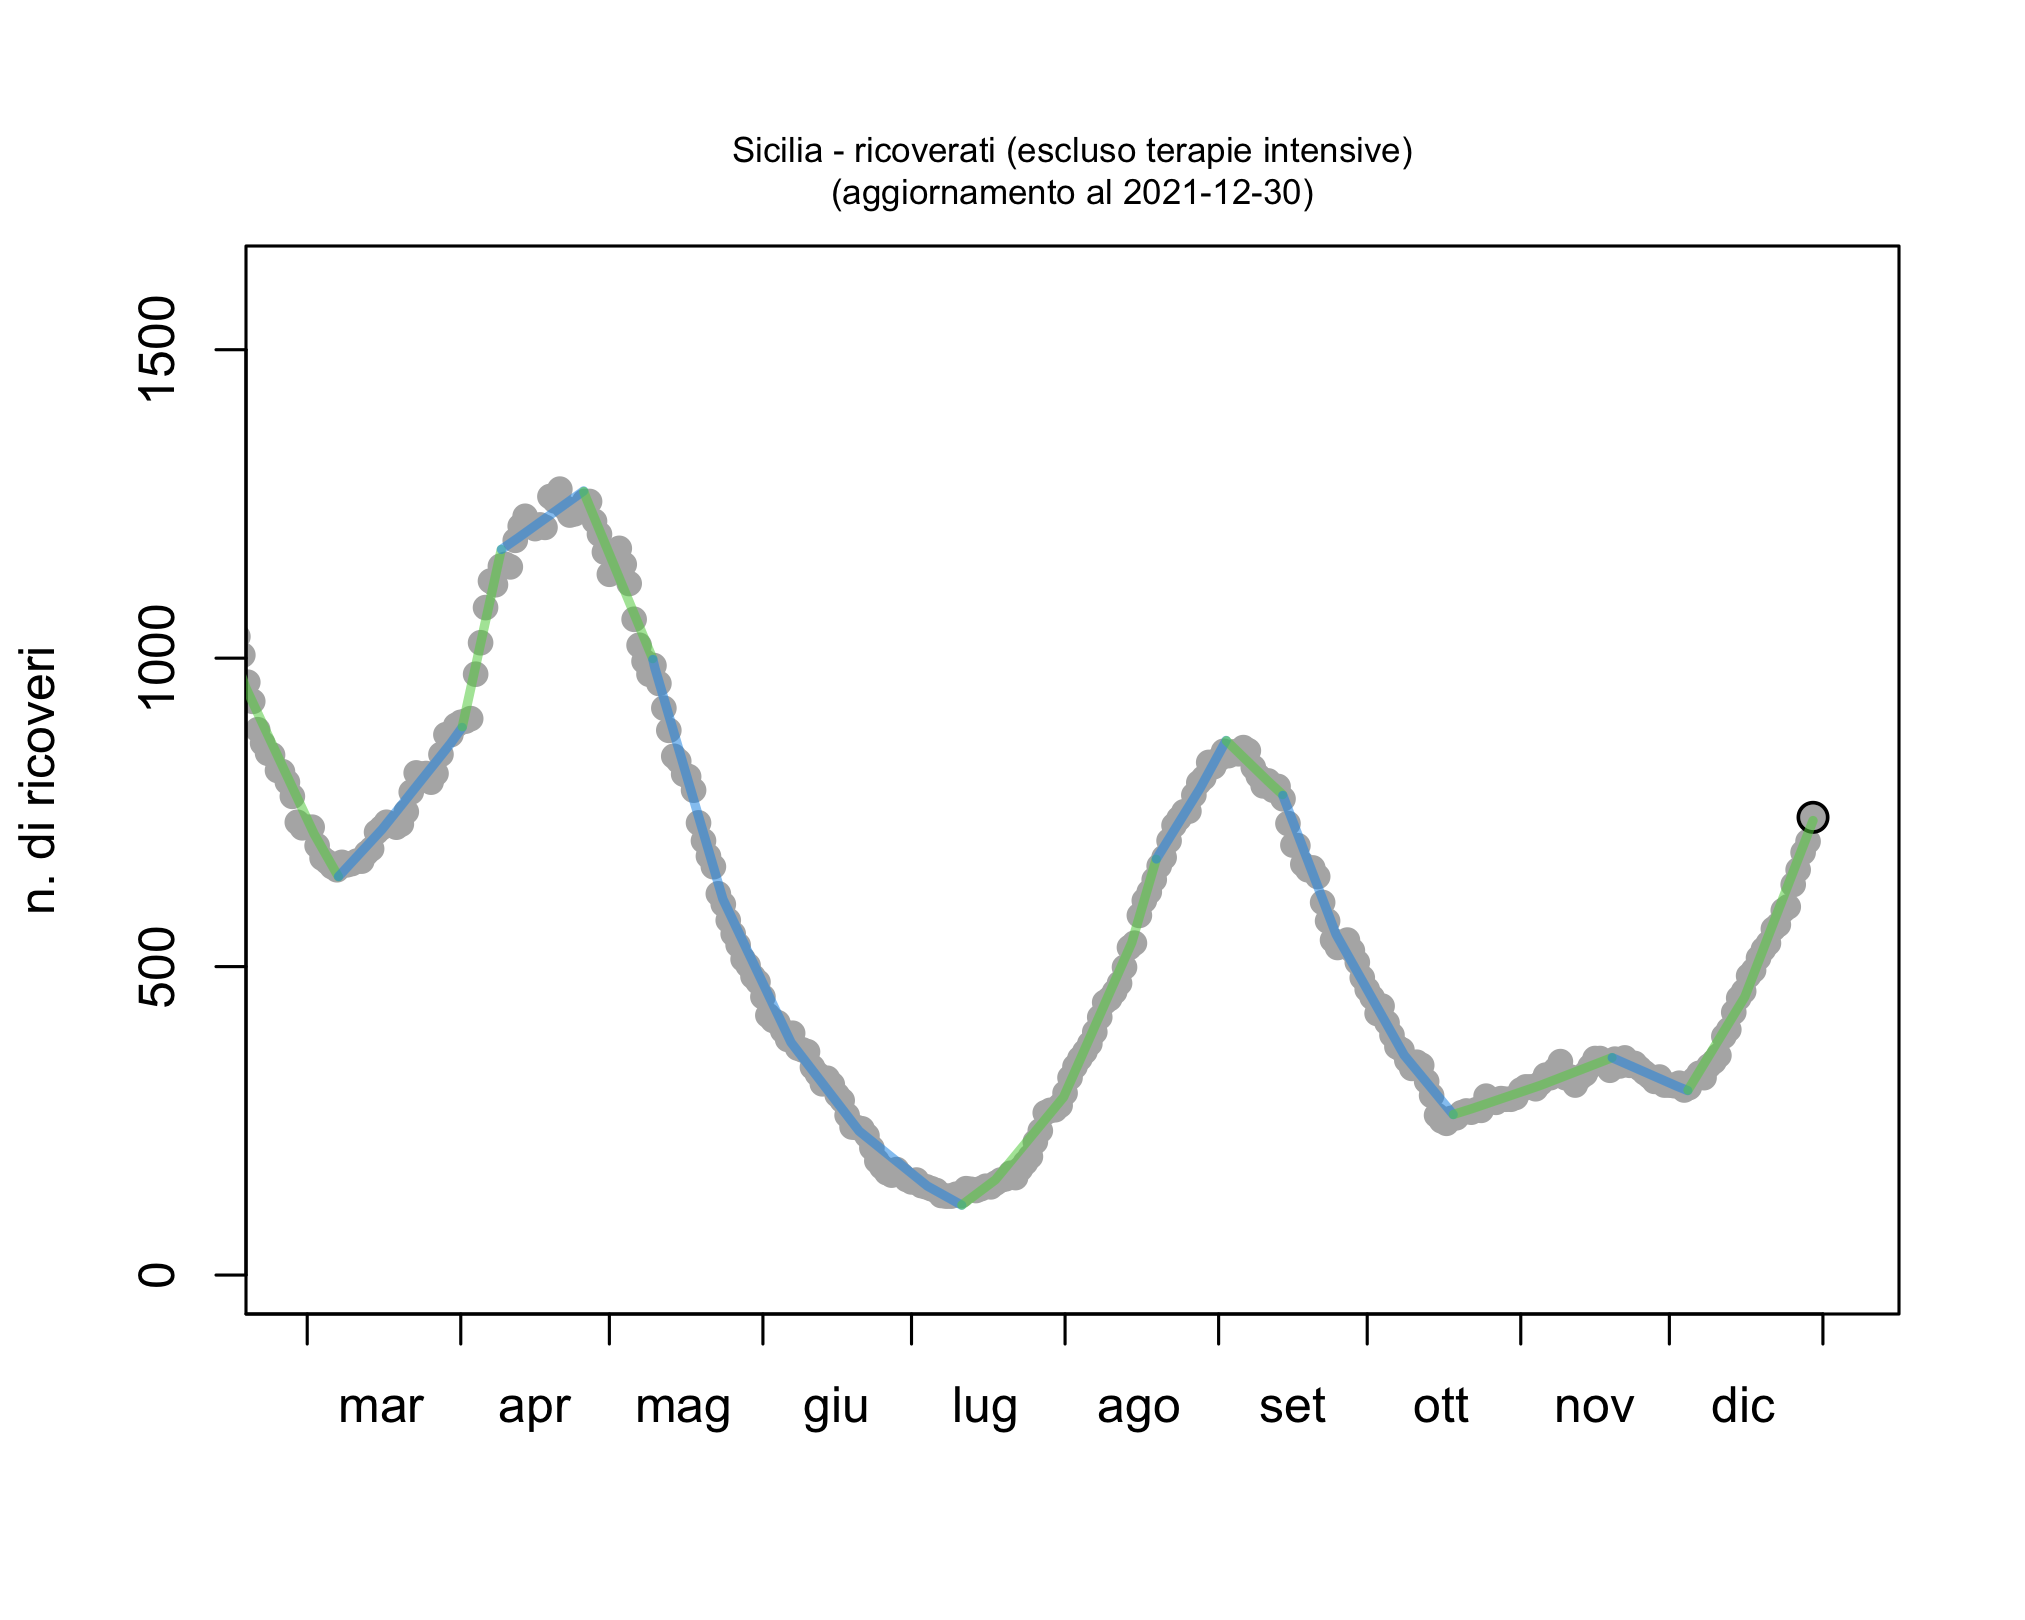 Sicilia - ricoverati (escluso terapie intensive)
(aggiornamento al 2021-12-30)
n. di ricoveri
1500
1000
500
0
mar apr mag giu lug ago set ott nov dic